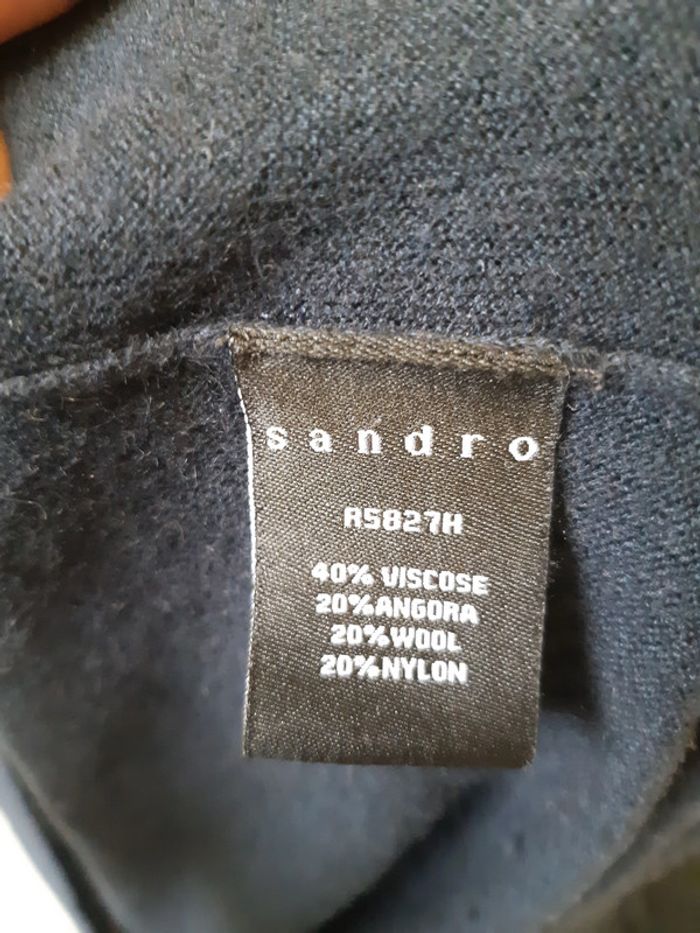 sandro
R5827H
40% VISCOSE
20%ANGORA
20%WOOL
20%NYLON